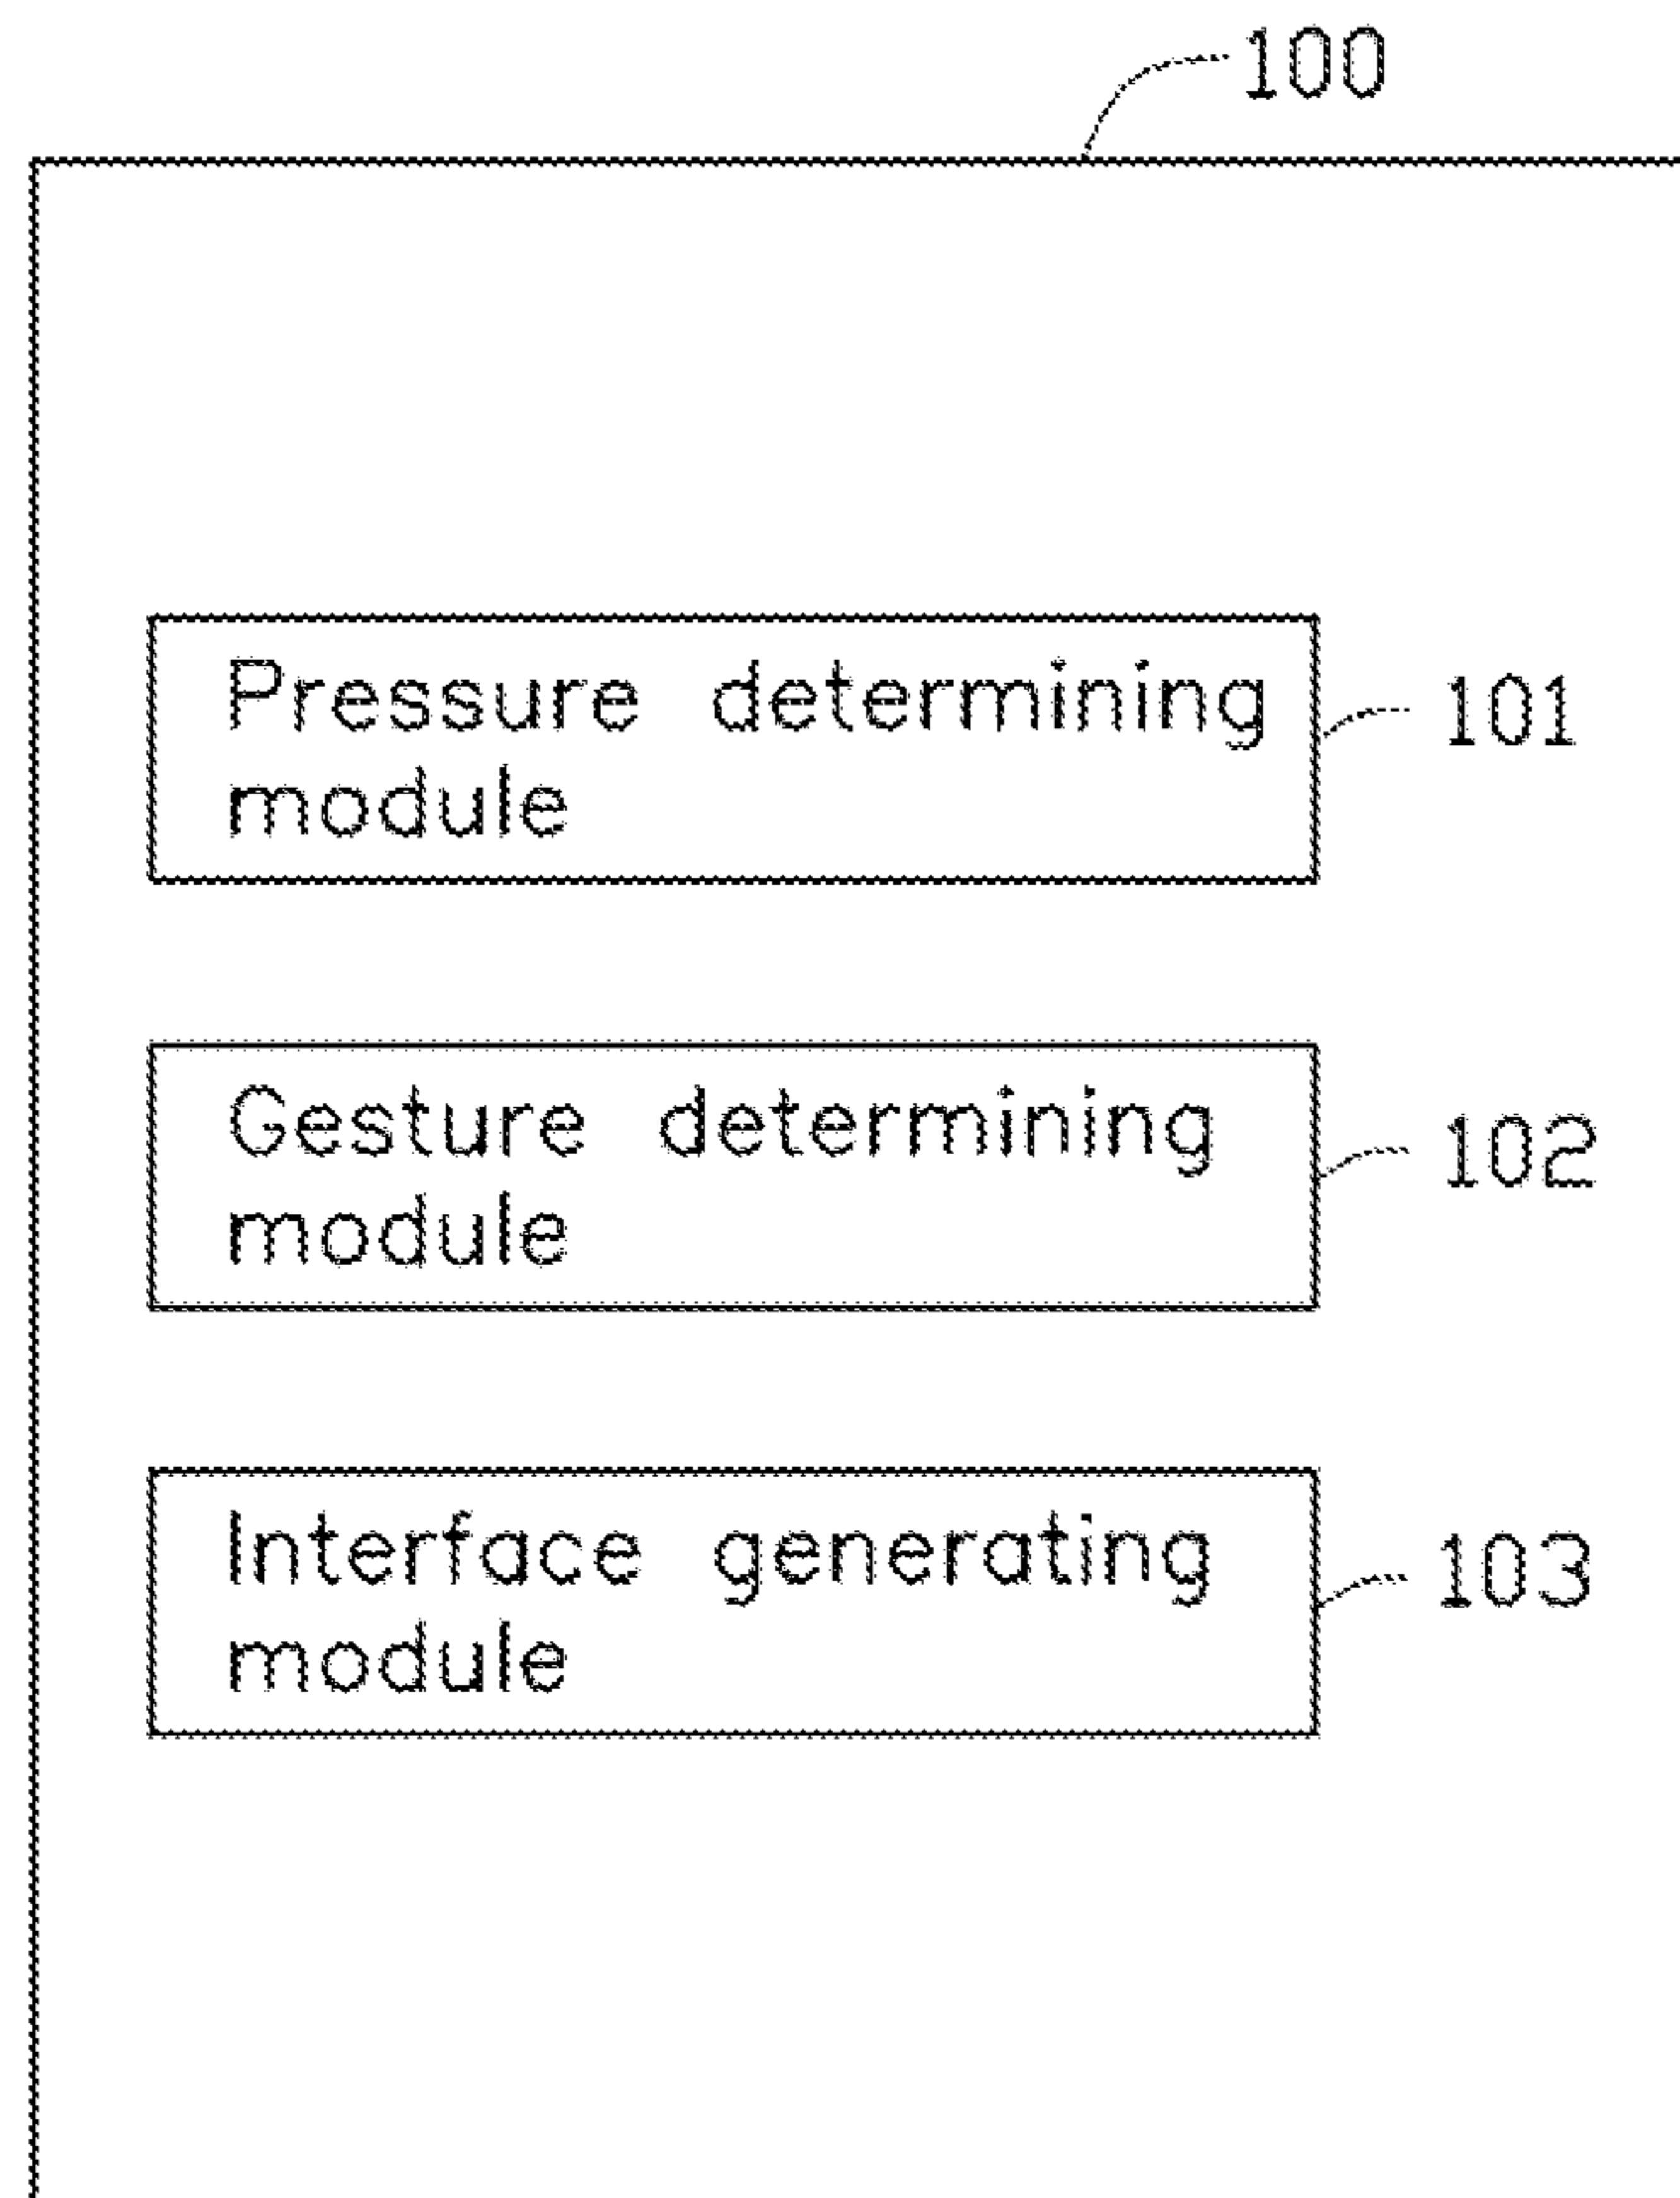 100
Pressure determining
module
101
Gesture determining
module
102
Interface generating
module
103